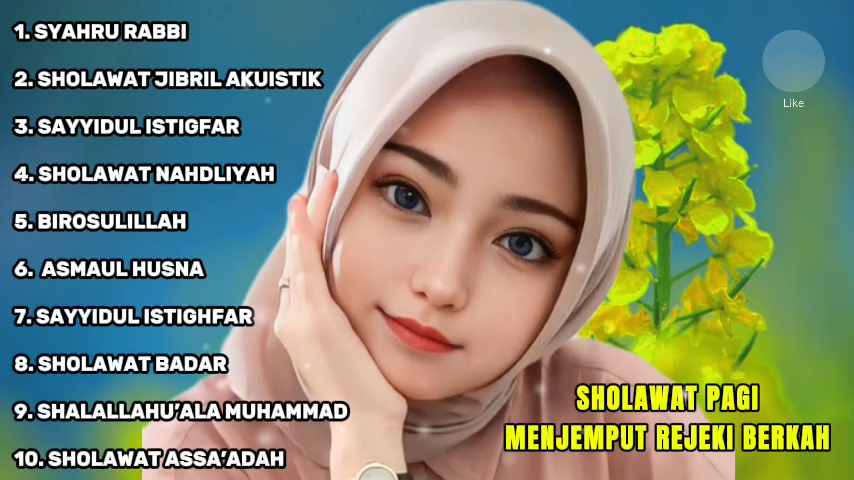 1. SYAHRU RABBI
2. SHOLAWAT JIBRIL AKUISTIK
3. SAYYIDUL ISTIGFAR
4. SHOLAWAT NAHDLIYAH
5. BIROSULILLAH
6. ASMAUL HUSNA
7. SAYYIDUL ISTIGHFAR
8. SHOLAWAT BADAR
9. SHALALLAHU'ALA MUHAMMAD
10. SHOLAWAT ASSA'ADAH
Like
SHOLAWAT PAGI
MENJEMPUT REJEKI BERKAH